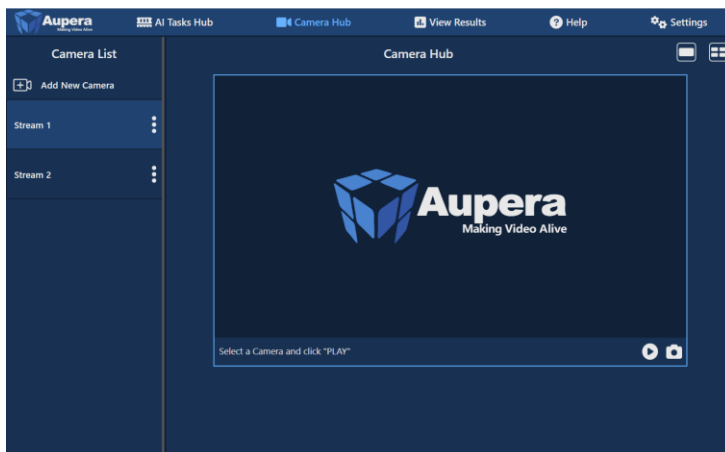 Aupera
Making Video Alive
AI Tasks Hub
Camera Hub
View Results
? Help
Settings
Camera List
Camera Hub
Add New Camera
Stream 1
Stream 2
Aupera
Making Video Alive
Select a Camera and click "PLAY"